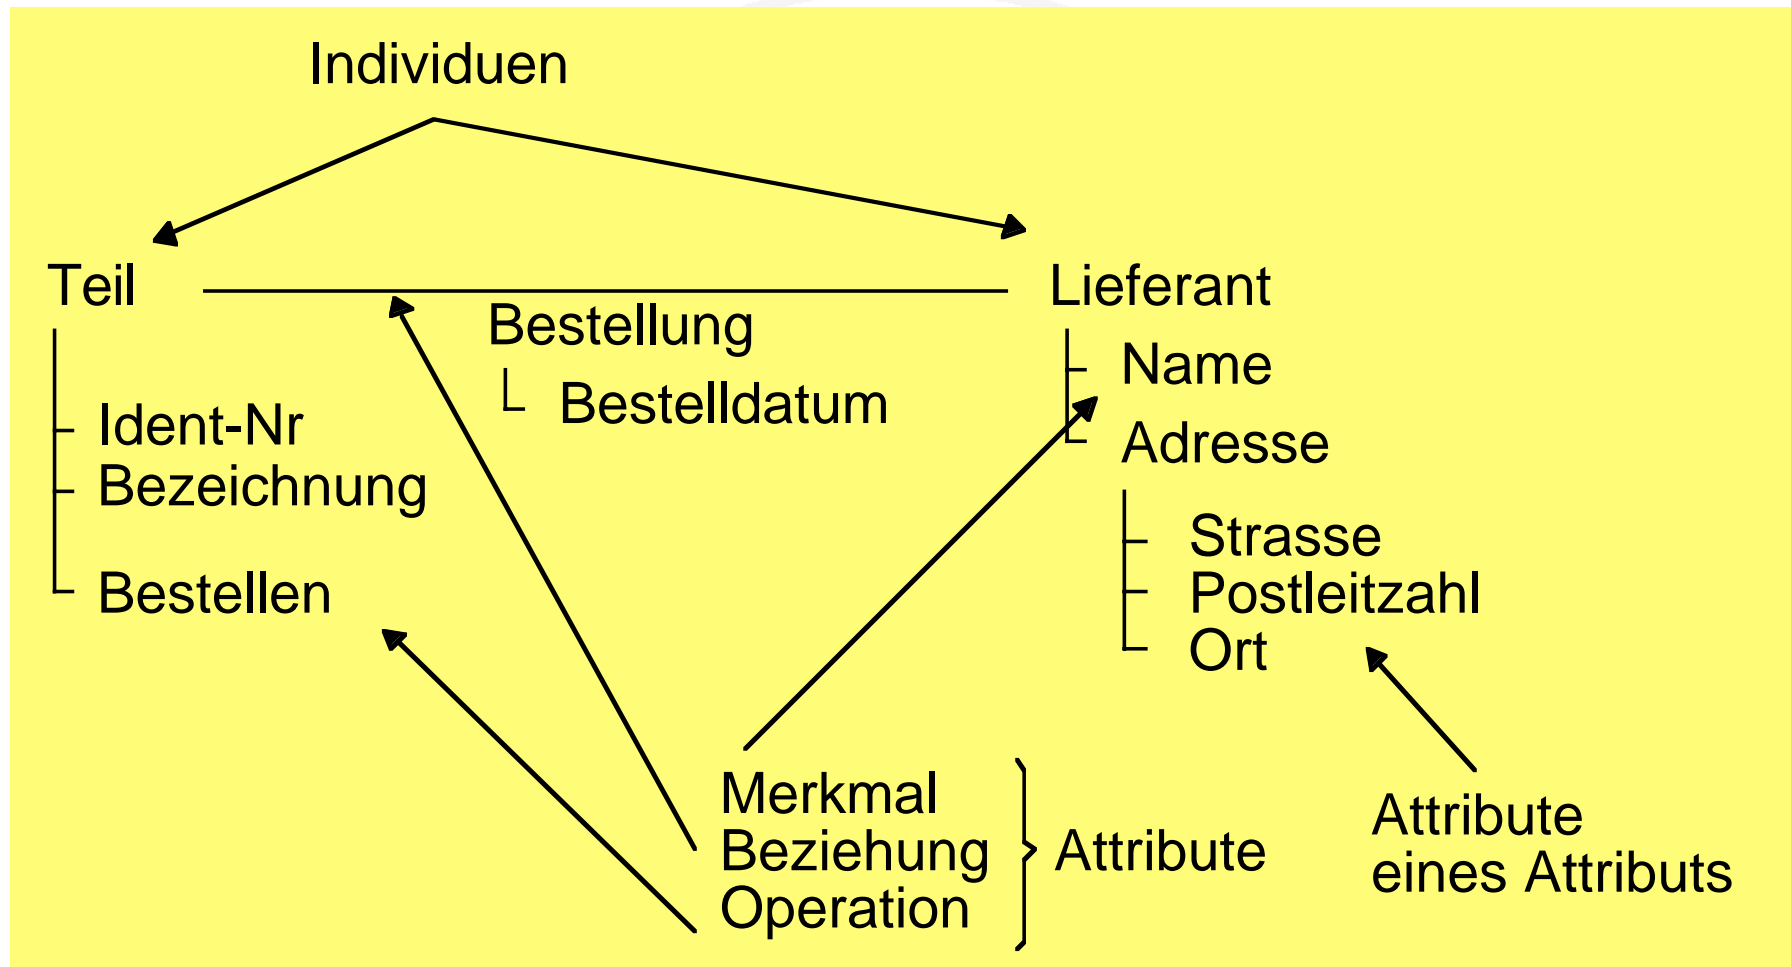 Individuen
Teil
Lieferant
Bestellung
Bestelldatum
Ident-Nr
Bezeichnung
Bestellen
Name
Adresse
Strasse
Postleitzahl
Ort
Merkmal
Beziehung
Operation
Attribute
Attribute
eines Attributs